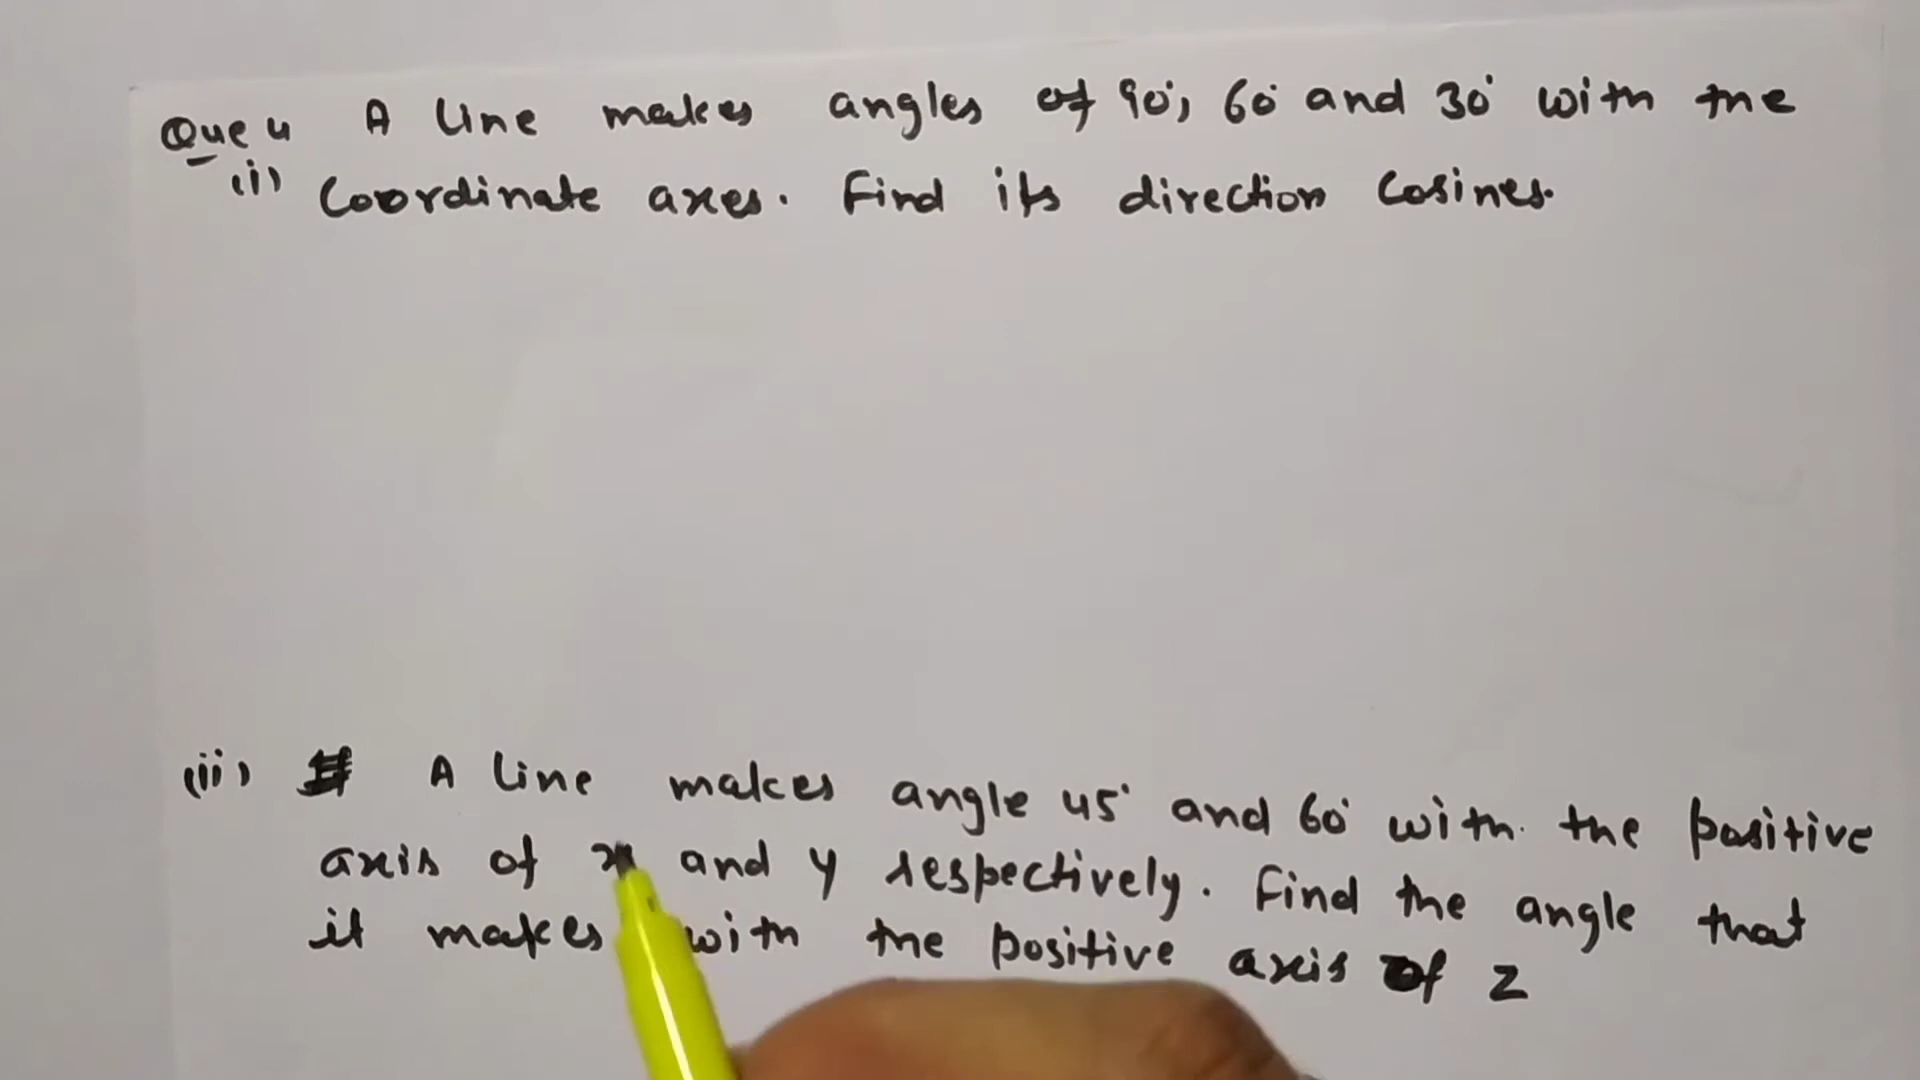 Que 4 A line makes angles of 90°, 60° and 30° with the
(i) Coordinate axes. Find its direction Cosines.
(ii) A line makes angle 45° and 60° with the positive
axis of x and y respectively. Find the angle that
it makes with the positive axis of z